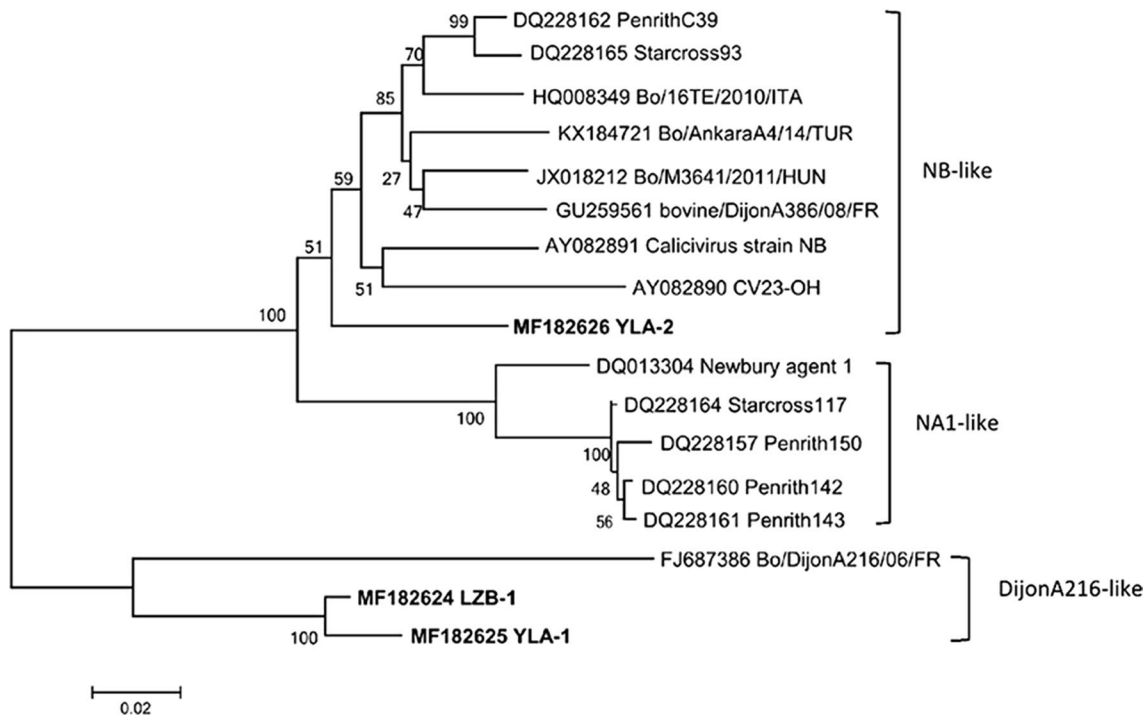 99
DQ228162 PenrithC39
DQ228165 Starcross93
70
HQ008349 Bo/16TE/2010/ITA
85
KX184721 Bo/AnkaraA4/14/TUR
NB-like
59
27
JX018212 Bo/M3641/2011/HUN
47
GU259561 bovine/DijonA386/08/FR
51
AY082891 Calicivirus strain NB
51
AY082890 CV23-OH
100
MF182626 YLA-2
DQ013304 Newbury agent 1
DQ228164 Starcross117
100
NA1-like
DQ228157 Penrith150
100
48
DQ228160 Penrith142
56
DQ228161 Penrith143
FJ687386 Bo/DijonA216/06/FR
DijonA216-like
MF182624 LZB-1
100
MF182625 YLA-1
0.02